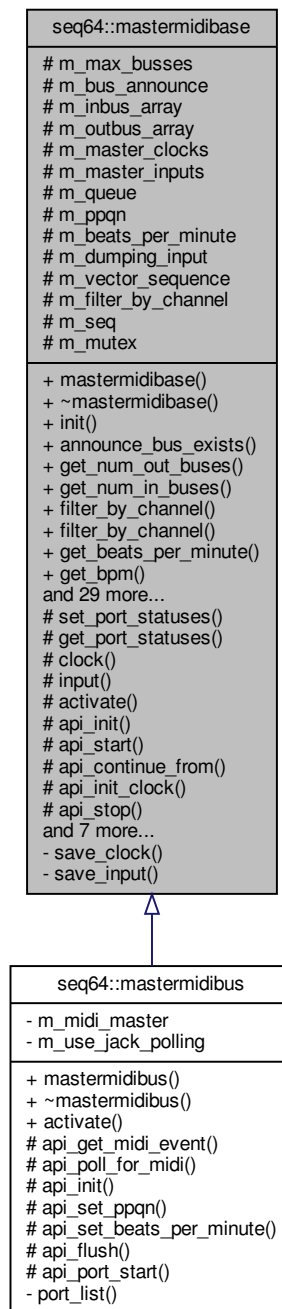 seq64::mastermidibase
# m_max_busses
# m_bus_announce
# m_inbus_array
# m_outbus_array
# m_master_clocks
# m_master_inputs
# m_queue
# m_ppqn
# m_beats_per_minute
# m_dumping_input
# m_vector_sequence
# m_filter_by_channel
# m_seq
# m_mutex
+ mastermidibase()
+ ~mastermidibase()
+ init()
+ announce_bus_exists()
+ get_num_out_buses()
+ get_num_in_buses()
+ filter_by_channel()
+ filter_by_channel()
+ get_beats_per_minute()
+ get_bpm()
and 29 more...
# set_port_statuses()
# get_port_statuses()
# clock()
# input()
# activate()
# api_init()
# api_start()
# api_continue_from()
# api_init_clock()
# api_stop()
and 7 more...
- save_clock()
- save_input()
seq64::mastermidibus
- m_midi_master
- m_use_jack_polling
+ mastermidibus()
+ ~mastermidibus()
+ activate()
# api_get_midi_event()
# api_poll_for_midi()
# api_init()
# api_set_ppqn()
# api_set_beats_per_minute()
# api_flush()
# api_port_start()
- port_list()